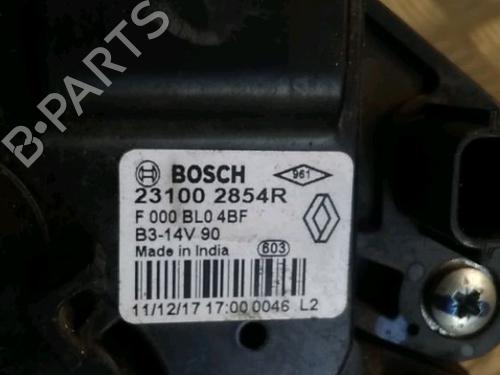 B-PARTS
BOSCH
961
23100 2854R
F 000 BL0 4BF
B3-14V 90
Made in India
603
11/12/17 17:00 0046 L2